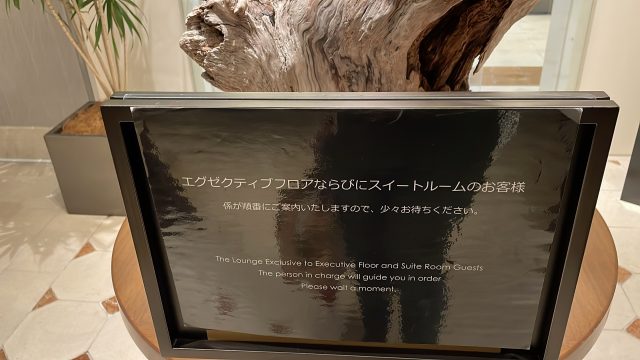 エグゼクティブフロアならびにスイートルームのお客様
係が順番にご案内いたしますので、少々お待ちください。
The Lounge Exclusive to Executive Floor and Suite Room Guests
The person in charge will guide you in order
Please wait a moment.